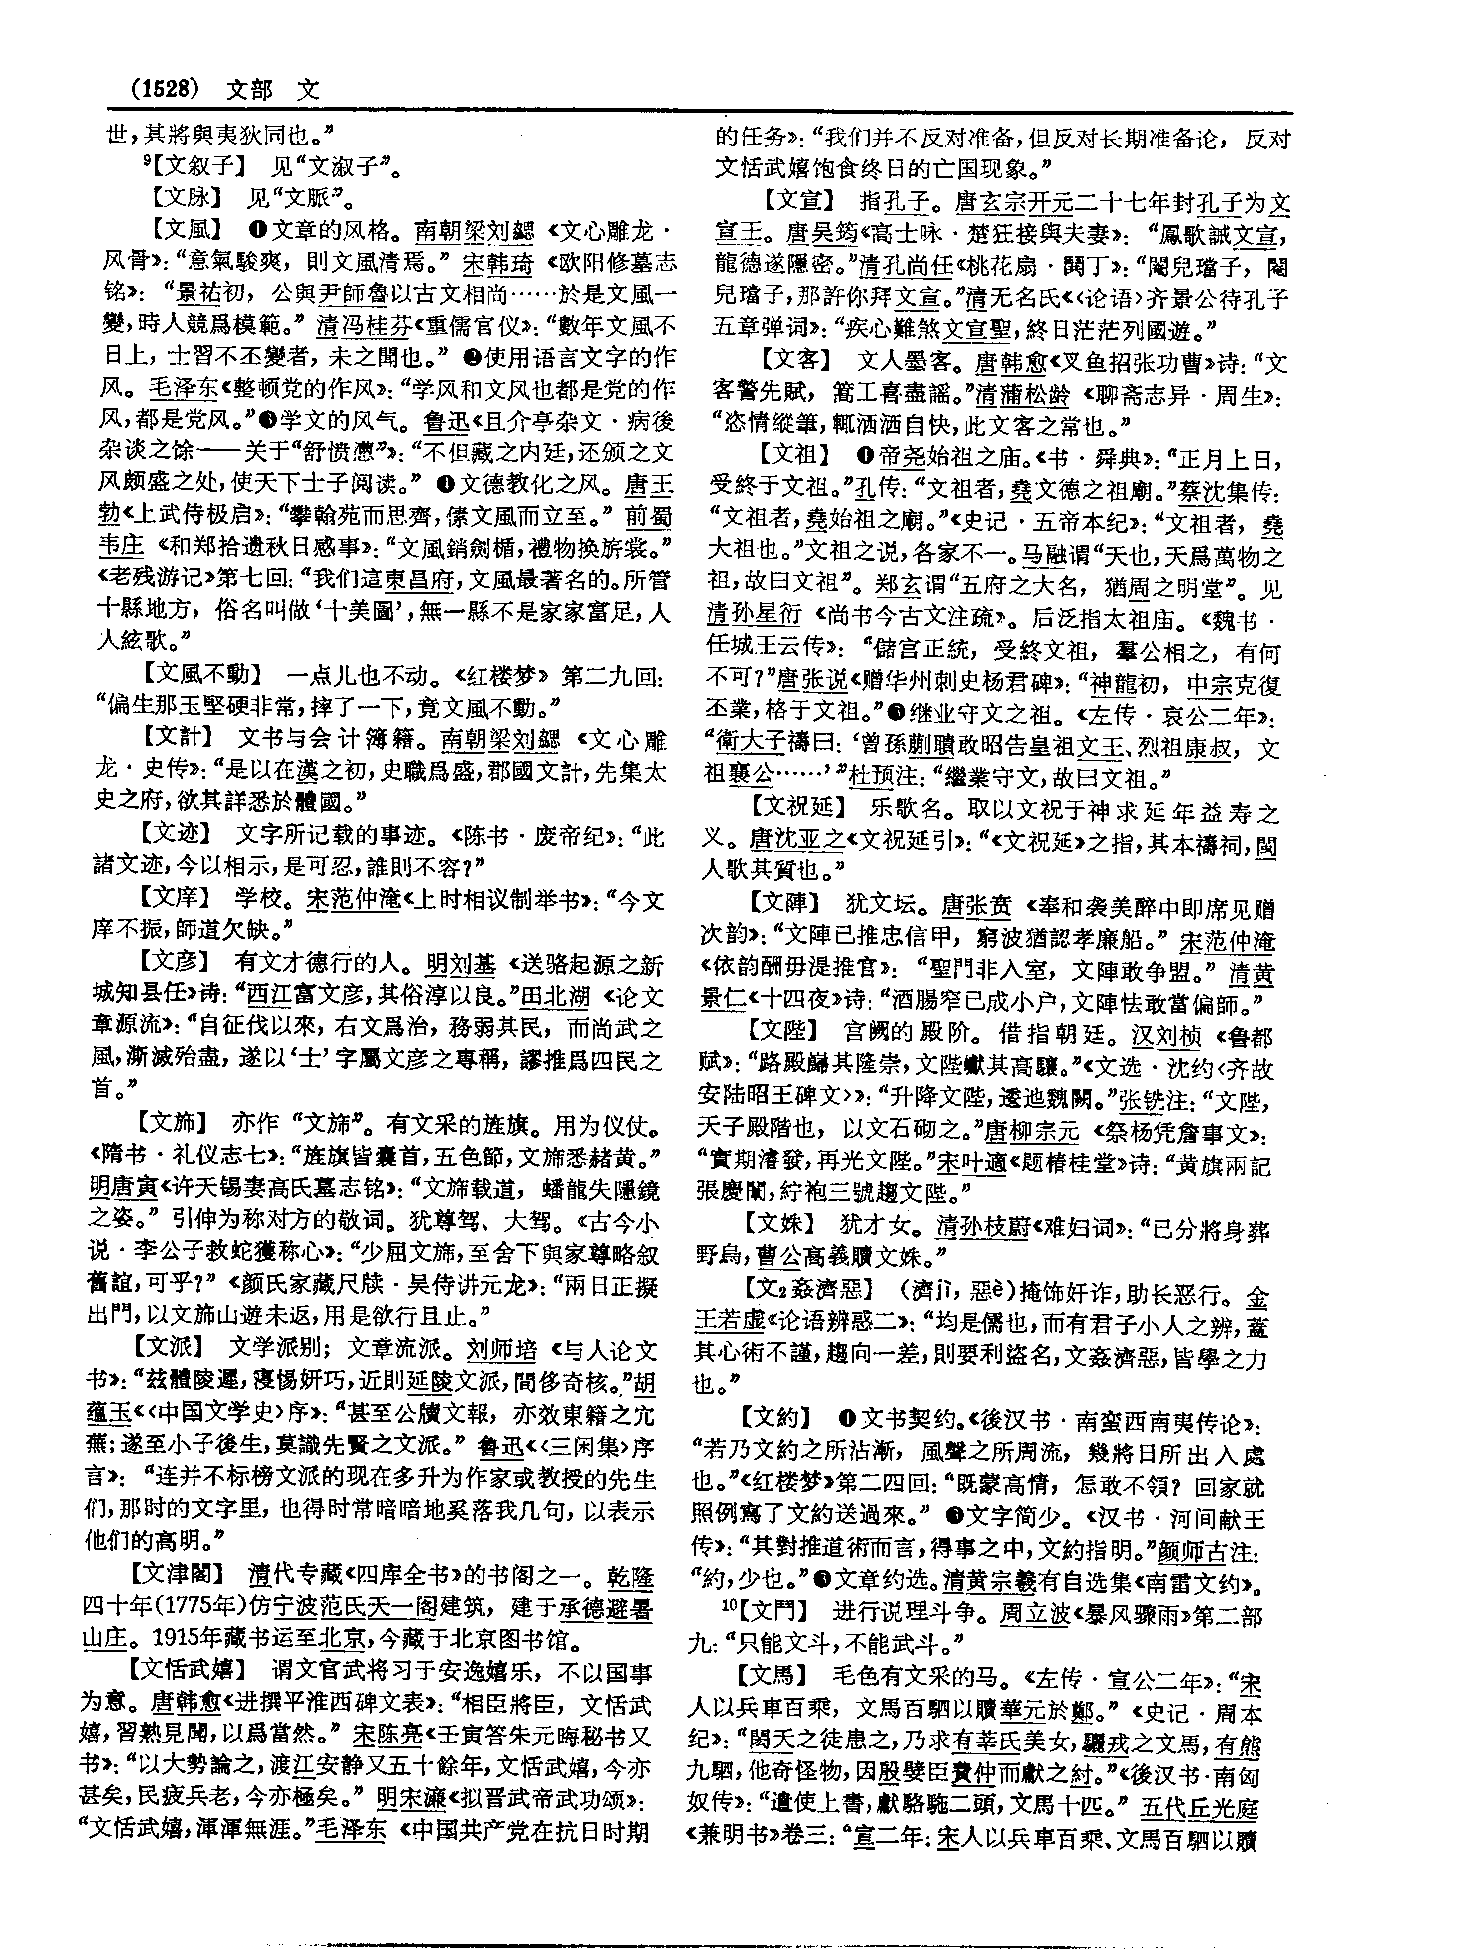 (1528) 文部 文
世，其將與夷狄同也。”
⁹【文叙子】 见“文溆子”。
【文脉】 见“文脈”。
【文風】 ❶文章的风格。南朝梁刘勰《文心雕龙·
风骨》：“意氣駿爽，則文風清焉。”宋韩琦《欧阳修墓志
铭》：“景祐初，公與尹師魯以古文相尚……於是文風一
變，時人競爲模範。”清冯桂芬《重儒官仪》：“數年文風不
日上，士習不丕變者，未之聞也。”❷使用语言文字的作
风。毛泽东《整顿党的作风》：“学风和文风也都是党的作
风，都是党风。”❸学文的风气。鲁迅《且介亭杂文·病後
杂谈之馀——关于“舒愤懑”》：“不但藏之内廷，还颁之文
风颇盛之处，使天下士子阅读。”❹文德教化之风。唐王
勃《上武侍极启》：“攀翰苑而思齊，傃文風而立至。”前蜀
韦庄《和郑拾遗秋日感事》：“文風銷劍楯，禮物换旂裳。”
《老残游记》第七回：“我们這東昌府，文風最著名的。所管
十縣地方，俗名叫做‘十美圖’，無一縣不是家家富足，人
人絃歌。”
【文風不動】 一点儿也不动。《红楼梦》第二九回：
“偏生那玉堅硬非常，摔了一下，竟文風不動。”
【文計】 文书与会计簿籍。南朝梁刘勰《文心雕
龙·史传》：“是以在漢之初，史職爲盛，郡國文計，先集太
史之府，欲其詳悉於體國。”
【文迹】 文字所记载的事迹。《陈书·废帝纪》：“此
諸文迹，今以相示，是可忍，誰則不容？”
【文庠】 学校。宋范仲淹《上时相议制举书》：“今文
庠不振，師道欠缺。”
【文彦】 有文才德行的人。明刘基《送骆起源之新
城知县任》诗：“西江富文彦，其俗淳以良。”田北湖《论文
章源流》：“自征伐以來，右文爲治，務弱其民，而尚武之
風，漸滅殆盡，遂以‘士’字屬文彦之專稱，謬推爲四民之
首。”
【文斾】 亦作“文旆”。有文采的旌旗。用为仪仗。
《隋书·礼仪志七》：“旌旗皆囊首，五色節，文斾悉赭黄。”
明唐寅《许天锡妻高氏墓志铭》：“文斾载道，蟠龍失隱鏡
之姿。”引伸为称对方的敬词。犹尊驾、大驾。《古今小
说·李公子救蛇獲称心》：“少屈文斾，至舍下與家尊略叙
舊誼，可乎？”《颜氏家藏尺牍·吴侍讲元龙》：“兩日正擬
出門，以文斾山遊未返，用是欲行且止。”
【文派】 文学派别；文章流派。刘师培《与人论文
书》：“兹體陵遲，寖惕妍巧，近則延陵文派，間侈奇核。”胡
蕴玉《〈中国文学史〉序》：“甚至公牘文報，亦效東籍之宂
蕪；遂至小子後生，莫識先賢之文派。”鲁迅《〈三闲集〉序
言》：“连并不标榜文派的现在多升为作家或教授的先生
们，那时的文字里，也得时常暗暗地奚落我几句，以表示
他们的高明。”
【文津閣】 清代专藏《四库全书》的书阁之一。乾隆
四十年(1775年)仿宁波范氏天一阁建筑，建于承德避暑
山庄。1915年藏书运至北京，今藏于北京图书馆。
【文恬武嬉】 谓文官武将习于安逸嬉乐，不以国事
为意。唐韩愈《进撰平淮西碑文表》：“相臣將臣，文恬武
嬉，習熟見聞，以爲當然。”宋陈亮《壬寅答朱元晦秘书又
书》：“以大勢論之，渡江安静又五十餘年，文恬武嬉，今亦
甚矣，民疲兵老，今亦極矣。”明宋濂《拟晋武帝武功颂》：
“文恬武嬉，渾渾無涯。”毛泽东《中国共产党在抗日时期
的任务》：“我们并不反对准备，但反对长期准备论，反对
文恬武嬉饱食终日的亡国现象。”
【文宣】 指孔子。唐玄宗开元二十七年封孔子为文
宣王。唐吴筠《高士咏·楚狂接舆夫妻》：“鳳歌誡文宣，
龍德遂隱密。”清孔尚任《桃花扇·闃丁》：“閹兒璫子，閹
兒璫子，那許你拜文宣。”清无名氏《〈论语〉齐景公待孔子
五章弹词》：“疾心難煞文宣聖，終日茫茫列國遊。”
【文客】 文人墨客。唐韩愈《叉鱼招张功曹》诗：“文
客警先賦，篙工喜盡謡。”清蒲松龄《聊斋志异·周生》：
“恣情縱筆，輒洒洒自快，此文客之常也。”
【文祖】 ❶帝尧始祖之庙。《书·舜典》：“正月上日，
受終于文祖。”孔传：“文祖者，堯文德之祖廟。”蔡沈集传：
“文祖者，堯始祖之廟。”《史记·五帝本纪》：“文祖者，堯
大祖也。”文祖之说，各家不一。马融谓“天也，天爲萬物之
祖，故曰文祖”。郑玄谓“五府之大名，猶周之明堂”。见
清孙星衍《尚书今古文注疏》。后泛指太祖庙。《魏书·
任城王云传》：“儲宫正統，受終文祖，羣公相之，有何
不可？”唐张说《赠华州刺史杨君碑》：“神龍初，中宗克復
丕業，格于文祖。”❷继业守文之祖。《左传·哀公二年》：
“衛大子禱曰：‘曾孫蒯聵敢昭告皇祖文王、烈祖康叔，文
祖襄公……’”杜预注：“繼業守文，故曰文祖。”
【文祝延】 乐歌名。取以文祝于神求延年益寿之
义。唐沈亚之《文祝延引》：“《文祝延》之指，其本禱祠，閩
人歌其質也。”
【文陣】 犹文坛。唐张贲《奉和袭美醉中即席见赠
次韵》：“文陣已推忠信甲，窮波猶認孝廉船。”宋范仲淹
《依韵酬毋湜推官》：“聖門非入室，文陣敢争盟。”清黄
景仁《十四夜》诗：“酒腸窄已成小户，文陣怯敢當偏師。”
【文陛】 宫阙的殿阶。借指朝廷。汉刘桢《鲁都
赋》：“路殿巋其隆崇，文陛巘其高驤。”《文选·沈约〈齐故
安陆昭王碑文〉》：“升降文陛，逶迤魏闕。”张铣注：“文陛，
天子殿階也，以文石砌之。”唐柳宗元《祭杨凭詹事文》：
“實期濬發，再光文陛。”宋叶適《题椿桂堂》诗：“黄旗兩記
張慶闈，紵袍三號趨文陛。”
【文姝】 犹才女。清孙枝蔚《难妇词》：“已分將身葬
野烏，曹公高義贖文姝。”
【文₂姦濟惡】 (濟jì，惡è)掩饰奸诈，助长恶行。金
王若虚《论语辨惑二》：“均是儒也，而有君子小人之辨，蓋
其心術不謹，趨向一差，則要利盜名，文姦濟惡，皆學之力
也。”
【文約】 ❶文书契约。《後汉书·南蛮西南夷传论》：
“若乃文約之所沾漸，風聲之所周流，幾將日所出入處
也。”《红楼梦》第二四回：“既蒙高情，怎敢不領？回家就
照例寫了文約送過來。”❷文字简少。《汉书·河间献王
传》：“其對推道術而言，得事之中，文約指明。”颜师古注：
“約，少也。”❸文章约选。清黄宗羲有自选集《南雷文约》。
¹⁰【文鬥】 进行说理斗争。周立波《暴风骤雨》第二部
九：“只能文斗，不能武斗。”
【文馬】 毛色有文采的马。《左传·宣公二年》：“宋
人以兵車百乘，文馬百駟以贖華元於鄭。”《史记·周本
纪》：“閎夭之徒患之，乃求有莘氏美女，驪戎之文馬，有熊
九駟，他奇怪物，因殷嬖臣費仲而獻之紂。”《後汉书·南匈
奴传》：“遣使上書，獻駱駞二頭，文馬十匹。”五代丘光庭
《兼明书》卷三：“宣二年：宋人以兵車百乘、文馬百駟以贖